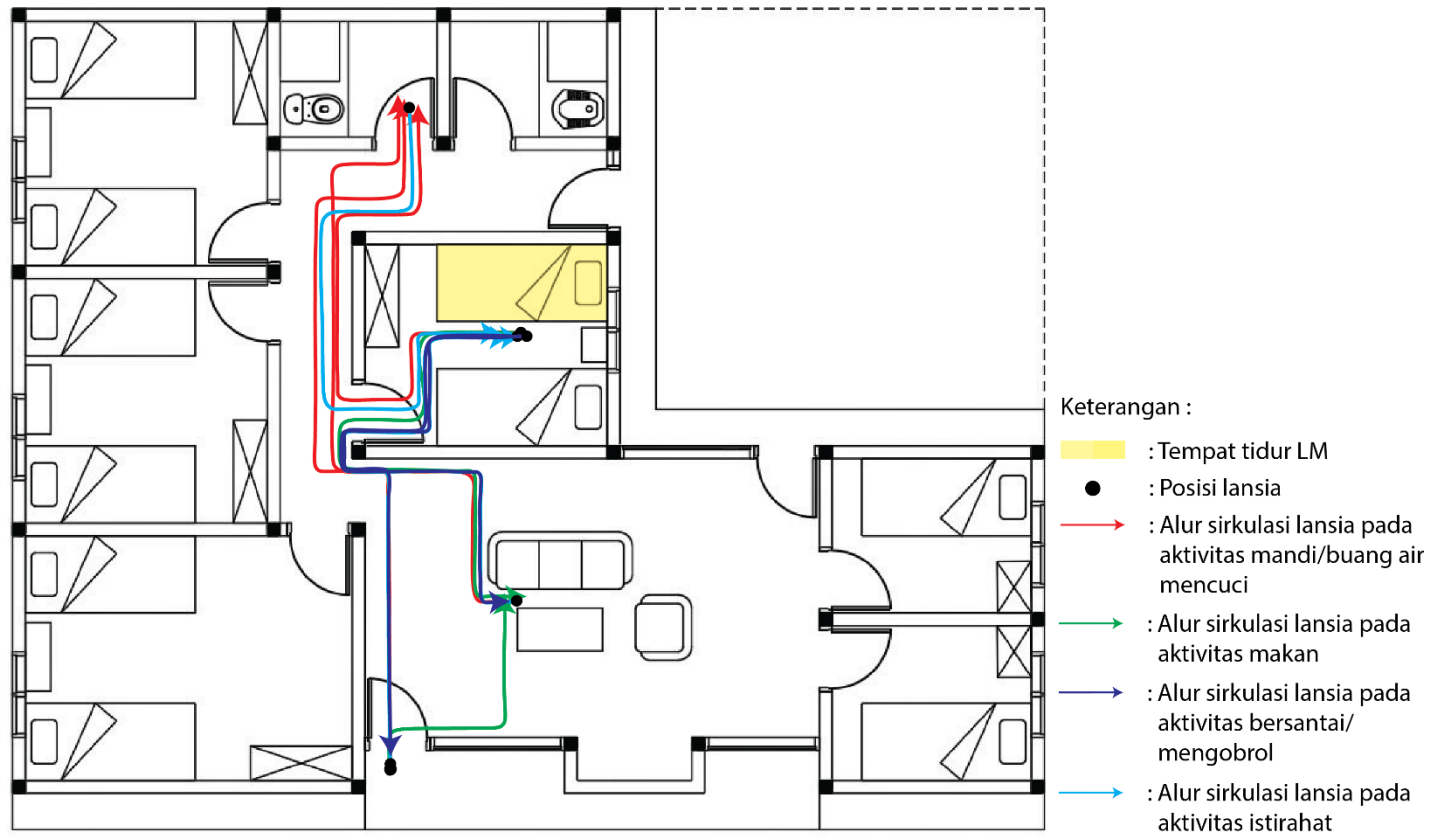 Keterangan :
: Tempat tidur LM
: Posisi lansia
: Alur sirkulasi lansia pada
aktivitas mandi/buang air
mencuci
: Alur sirkulasi lansia pada
aktivitas makan
: Alur sirkulasi lansia pada
aktivitas bersantai/
mengobrol
: Alur sirkulasi lansia pada
aktivitas istirahat